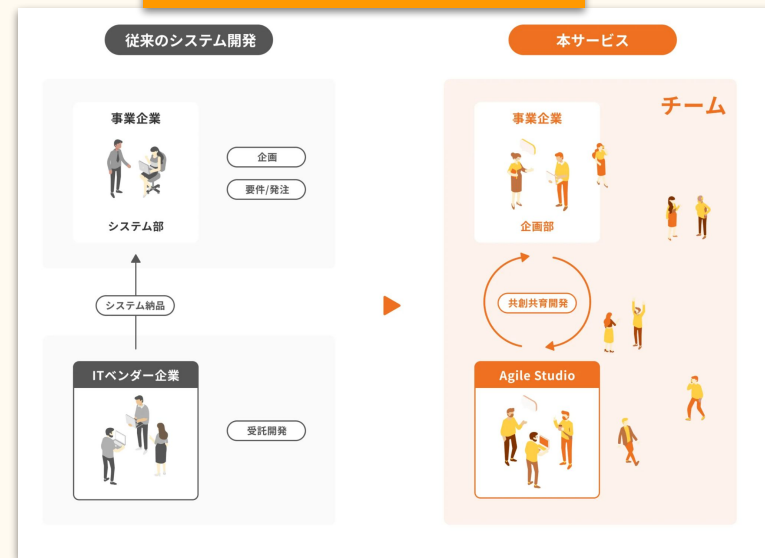 従来のシステム開発
事業企業
システム部
企画
要件/発注
システム納品
ITベンダー企業
受託開発
本サービス
チーム
事業企業
企画部
共創共育開発
Agile Studio